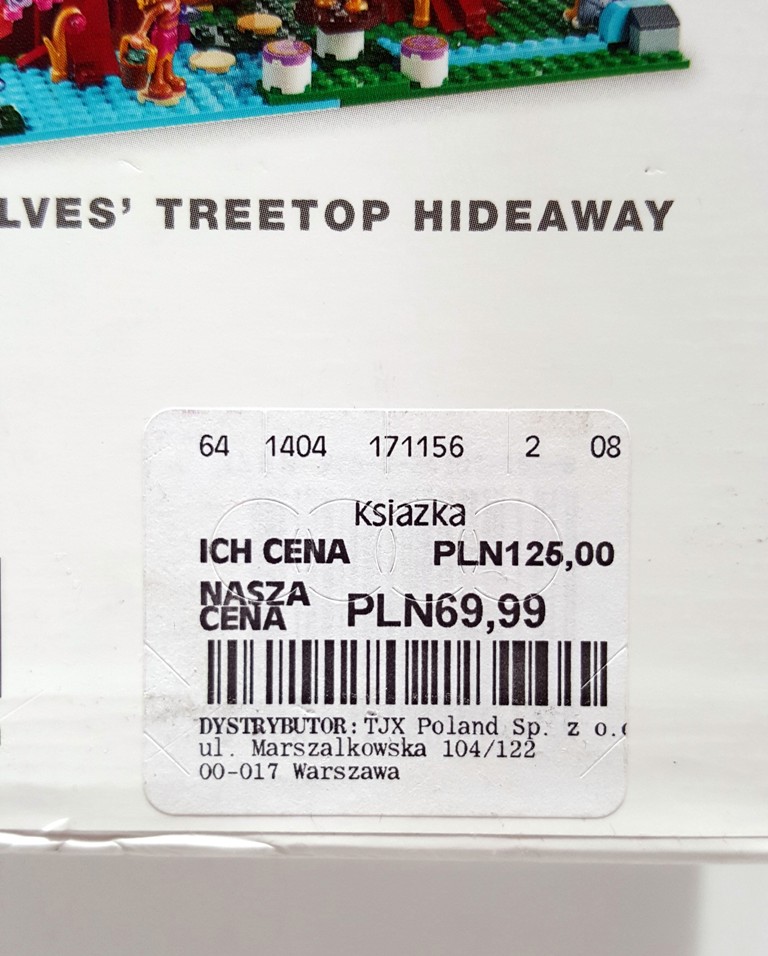 LVES' TREETOP HIDEAWAY
64 1404 171156 2 08
Ksiazka
ICH CENA PLN125,00
NASZA
CENA PLN69,99
DYSTRYBUTOR: TJX Poland Sp. z o.
ul. Marszalkowska 104/122
00-017 Warszawa